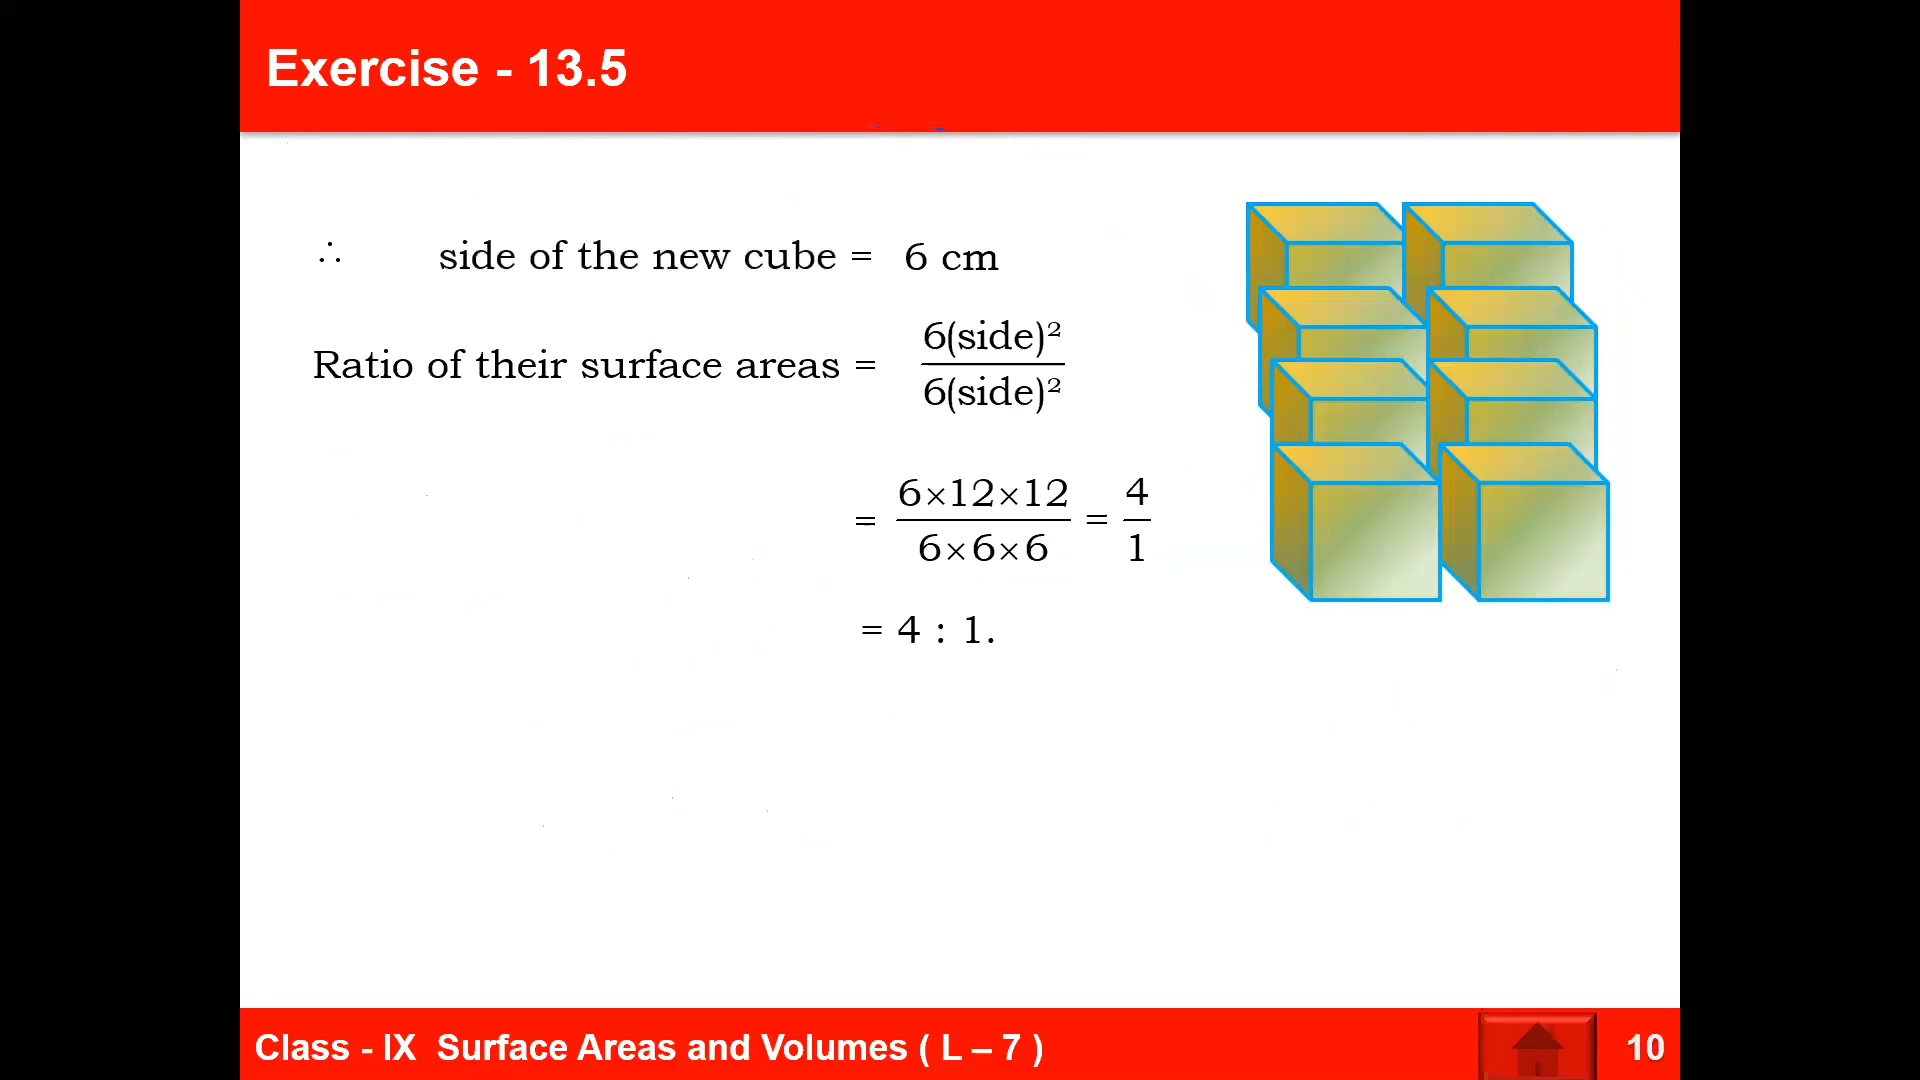 Exercise - 13.5
∴ side of the new cube = 6 cm
Ratio of their surface areas = 6(side)² / 6(side)²
= 6×12×12 / 6×6×6 = 4 / 1
= 4 : 1.
Class - IX Surface Areas and Volumes ( L – 7 ) 10